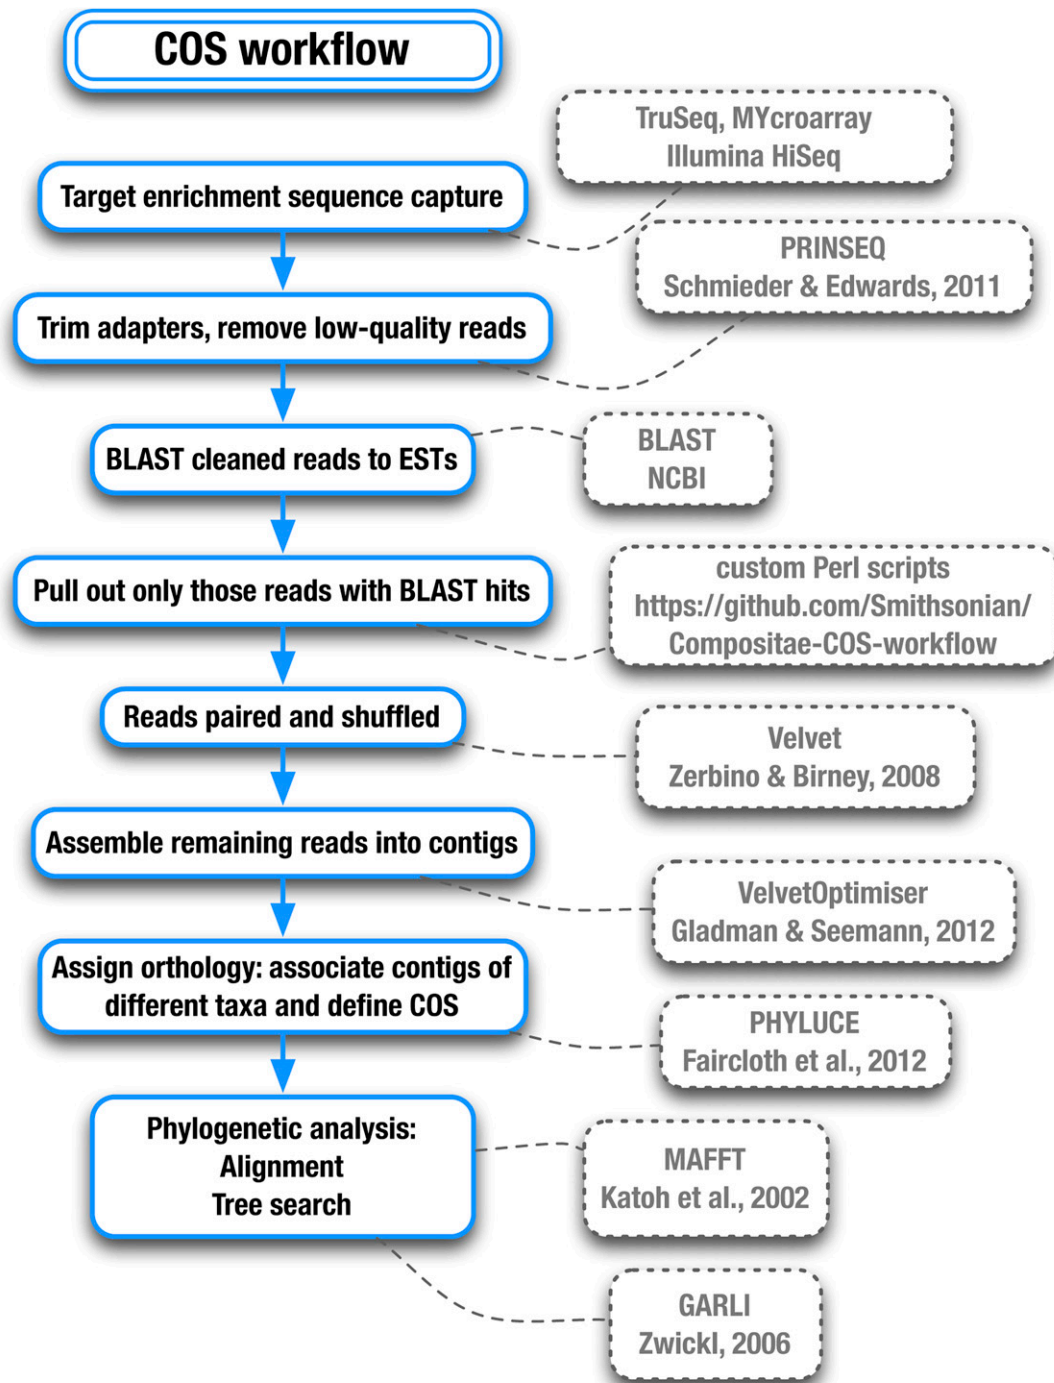 COS workflow
TruSeq, MYcroarray
Illumina HiSeq
Target enrichment sequence capture
PRINSEQ
Schmieder & Edwards, 2011
Trim adapters, remove low-quality reads
BLAST cleaned reads to ESTs
BLAST
NCBI
Pull out only those reads with BLAST hits
custom Perl scripts
https://github.com/Smithsonian/
Compositae-COS-workflow
Reads paired and shuffled
Velvet
Zerbino & Birney, 2008
Assemble remaining reads into contigs
VelvetOptimiser
Gladman & Seemann, 2012
Assign orthology: associate contigs of
different taxa and define COS
PHYLUCE
Faircloth et al., 2012
Phylogenetic analysis:
Alignment
Tree search
MAFFT
Katoh et al., 2002
GARLI
Zwickl, 2006